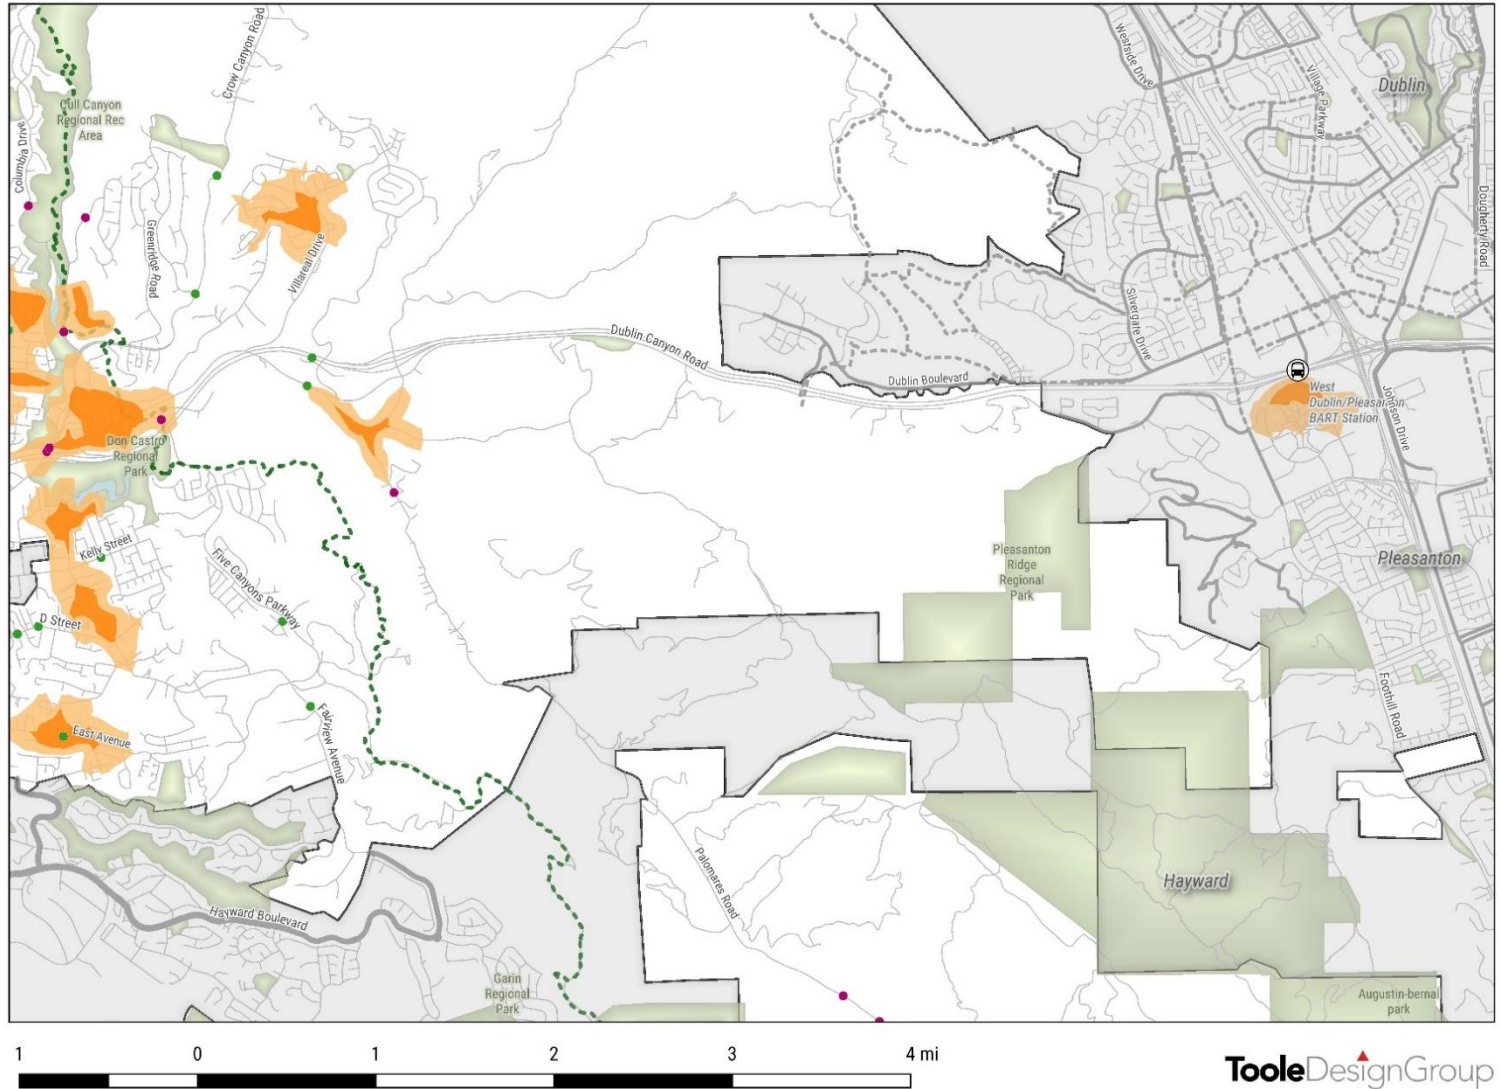 Crow Canyon Road
Westside Drive
Village Parkway
Dublin
Cull Canyon
Regional Rec
Area
Columbia Drive
Greenridge Road
Villareal Drive
Dougherty Road
Silvergate Drive
Dublin Canyon Road
Dublin Boulevard
West
Dublin/Pleasanton
BART Station
Johnson Drive
Don Castro
Regional
Park
Kelly Street
Five Canyons Parkway
D Street
Pleasanton
Ridge
Regional
Park
Pleasanton
Foothill Road
East Avenue
Fairview Avenue
Palomares Road
Hayward
Hayward Boulevard
Garin
Regional
Park
Augustin-bernal
park
1 0 1 2 3 4 mi
TooleDesignGroup